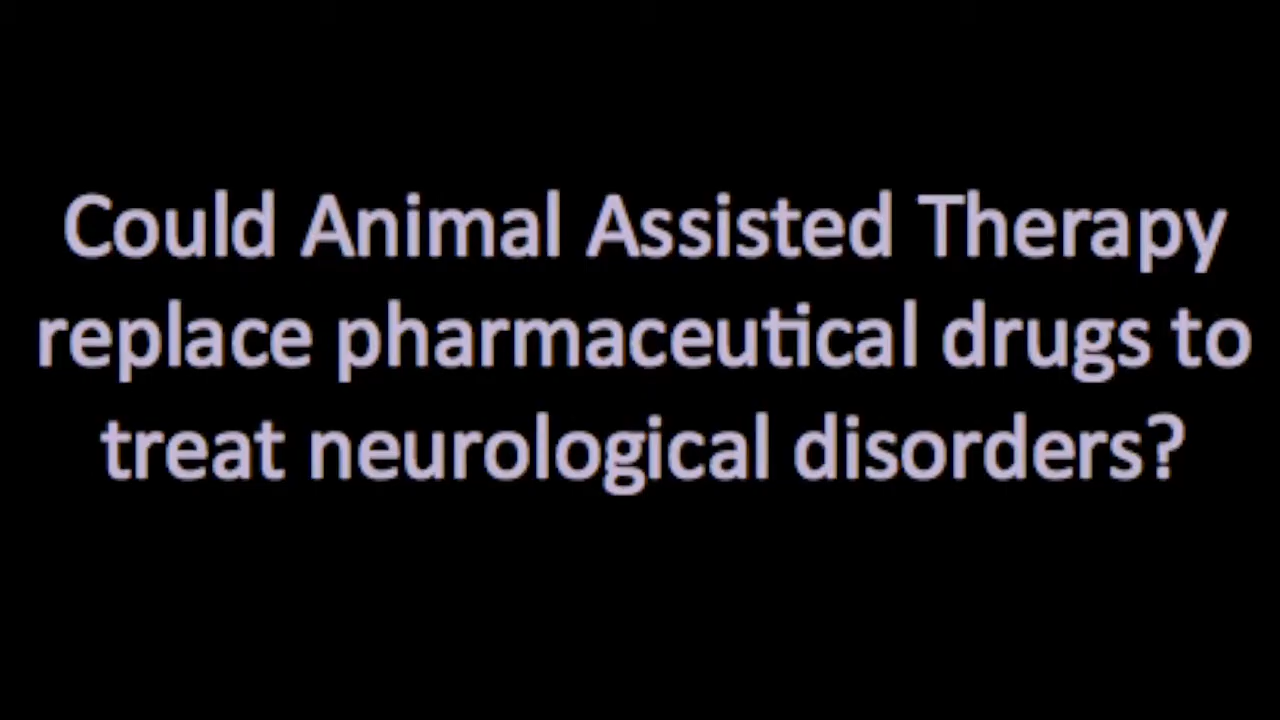 Could Animal Assisted Therapy
replace pharmaceutical drugs to
treat neurological disorders?